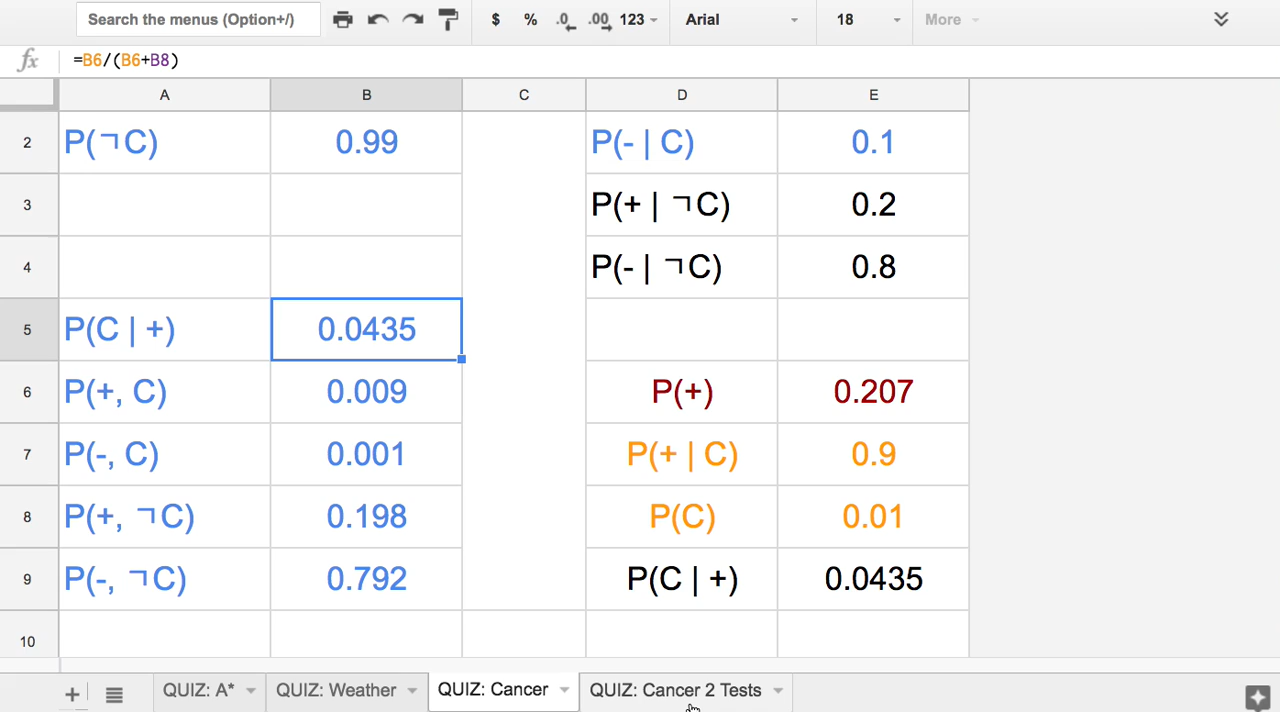 Search the menus (Option+/) $ % .0 .00 123 Arial 18 More
fx =B6/(B6+B8)
A B C D E
2 P(¬C) 0.99 P(- | C) 0.1
3 P(+ | ¬C) 0.2
4 P(- | ¬C) 0.8
5 P(C | +) 0.0435
6 P(+, C) 0.009 P(+) 0.207
7 P(-, C) 0.001 P(+ | C) 0.9
8 P(+, ¬C) 0.198 P(C) 0.01
9 P(-, ¬C) 0.792 P(C | +) 0.0435
10
+ QUIZ: A* QUIZ: Weather QUIZ: Cancer QUIZ: Cancer 2 Tests